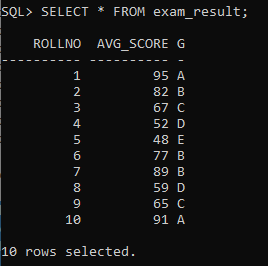 SQL> SELECT * FROM exam_result;
    ROLLNO  AVG_SCORE G
---------- ---------- -
         1         95 A
         2         82 B
         3         67 C
         4         52 D
         5         48 E
         6         77 B
         7         89 B
         8         59 D
         9         65 C
        10         91 A
10 rows selected.